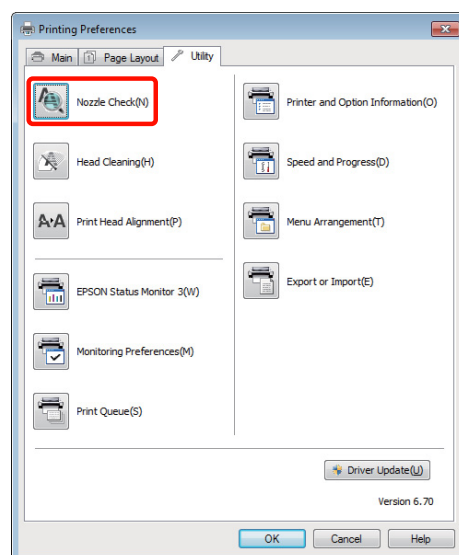 Printing Preferences
Main
Page Layout
Utility
Nozzle Check(N)
Printer and Option Information(O)
Head Cleaning(H)
Speed and Progress(D)
Print Head Alignment(P)
Menu Arrangement(T)
EPSON Status Monitor 3(W)
Export or Import(E)
Monitoring Preferences(M)
Print Queue(S)
Driver Update(U)
Version 6.70
OK
Cancel
Help